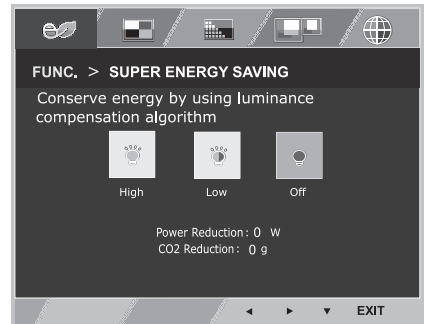 FUNC. > SUPER ENERGY SAVING
Conserve energy by using luminance
compensation algorithm
High Low Off
Power Reduction : 0 W
CO2 Reduction : 0 g
EXIT